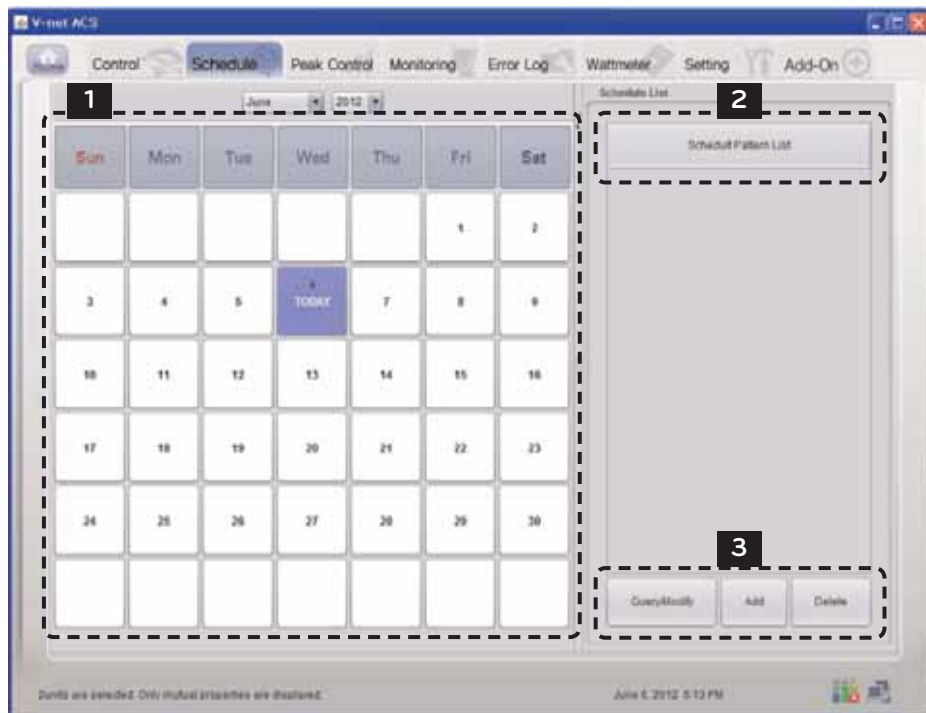 V-net ACS
Control Schedule Peak Control Monitoring Error Log Wattmeter Setting Add-On
1
June 2012
Schedule List
2
Sun Mon Tue Wed Thu Fri Sat
Schedult Pattern List
1 2
3 4 5 6 TODAY 7 8 9
10 11 12 13 14 15 16
17 18 19 20 21 22 23
24 25 26 27 28 29 30
3
Query/Modify Add Delete
are selected. Only mutual properties are displayed.
June 6, 2012 5:13 PM